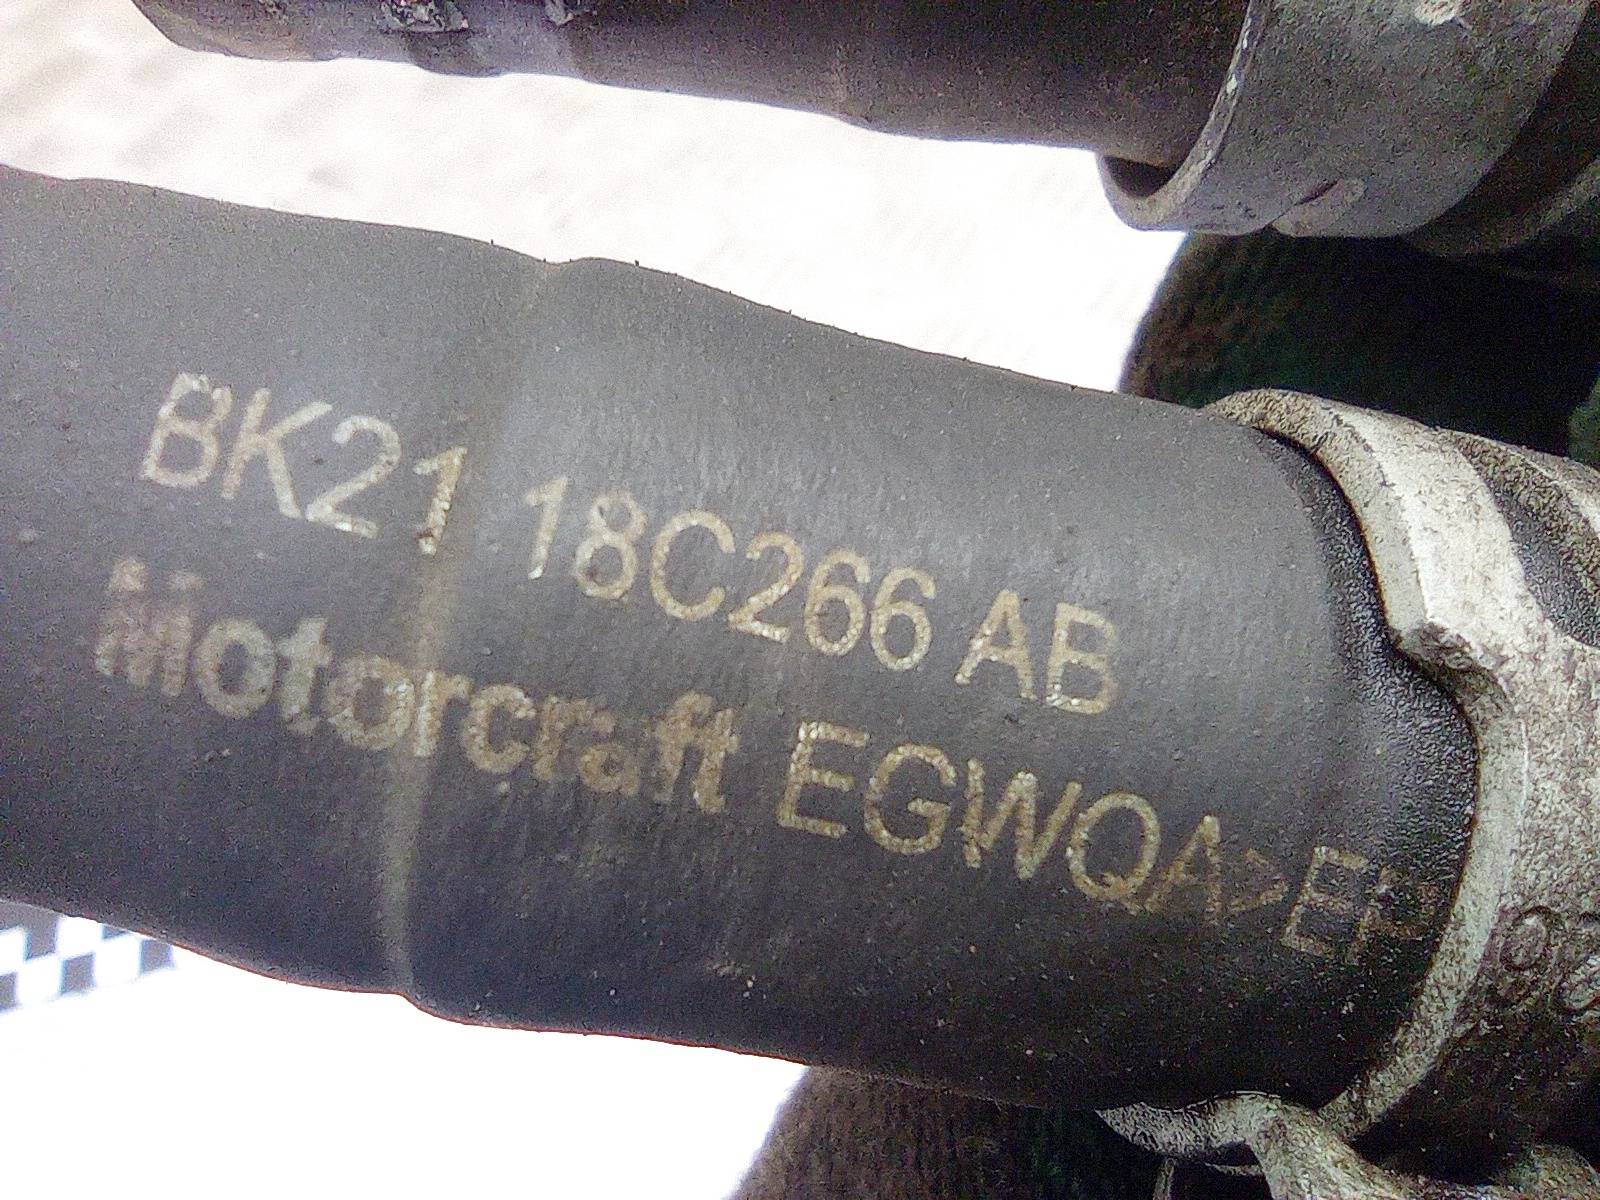 BK21 18C266 AB
Motorcraft EGWQA>E